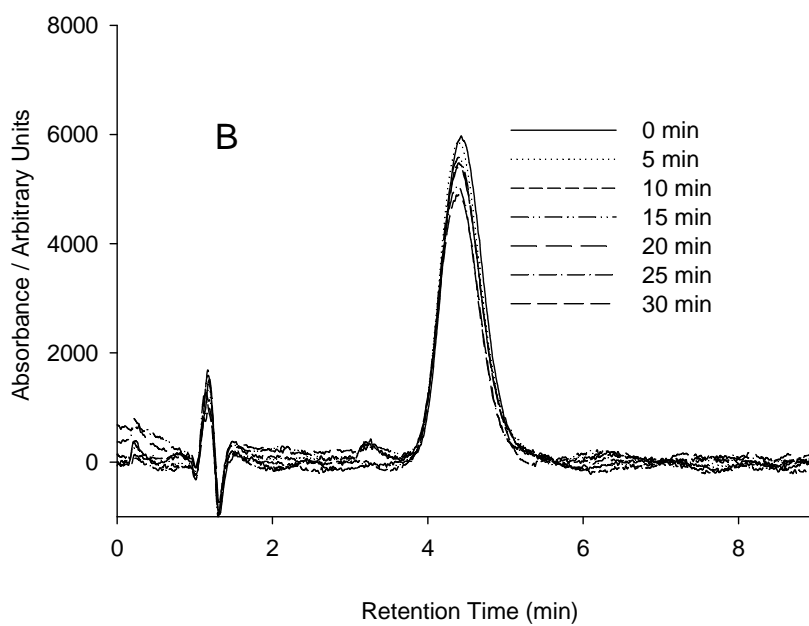 8000
6000
4000
2000
0
Absorbance / Arbitrary Units
B
0 min
5 min
10 min
15 min
20 min
25 min
30 min
0 2 4 6 8
Retention Time (min)